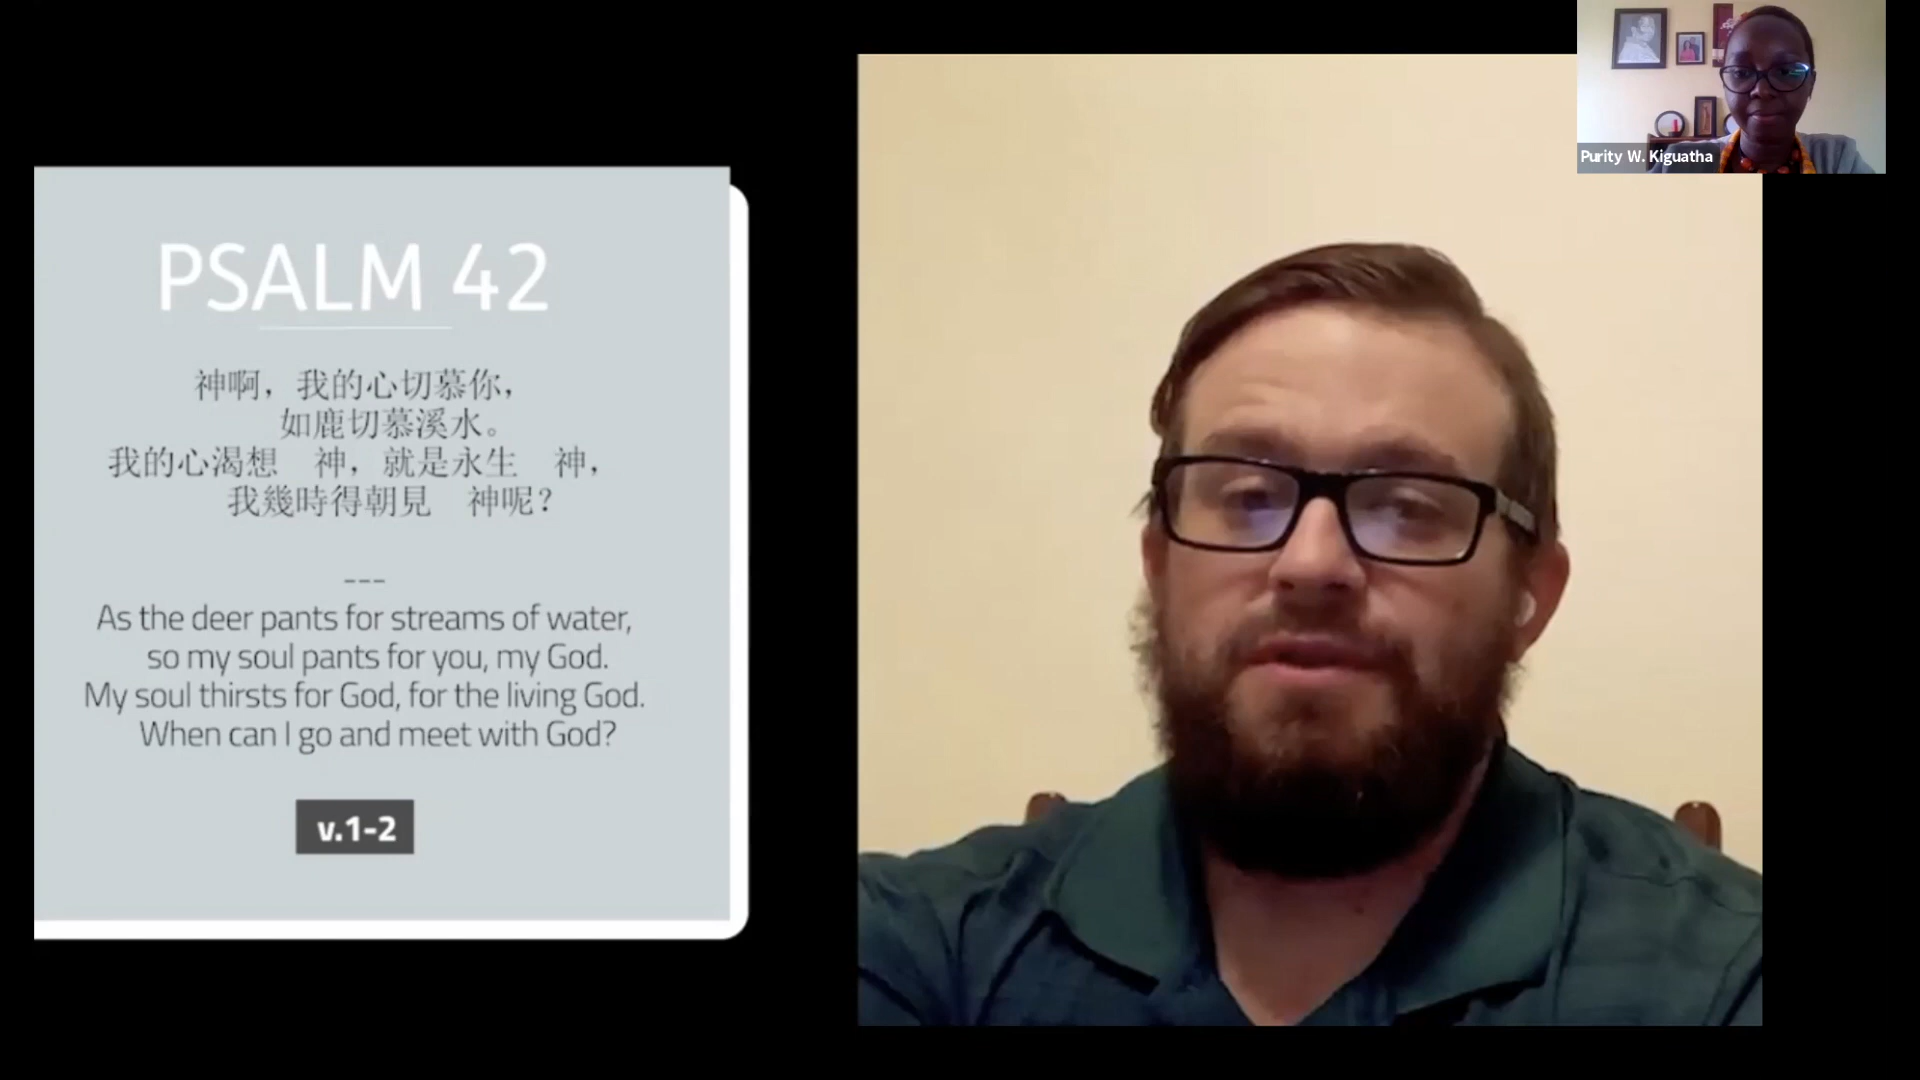 PSALM 42
神啊，我的心切慕你，
如鹿切慕溪水。
我的心渴想　神，就是永生　神，
我幾時得朝見　神呢？
---
As the deer pants for streams of water,
so my soul pants for you, my God.
My soul thirsts for God, for the living God.
When can I go and meet with God?
v.1-2
Purity W. Kiguatha